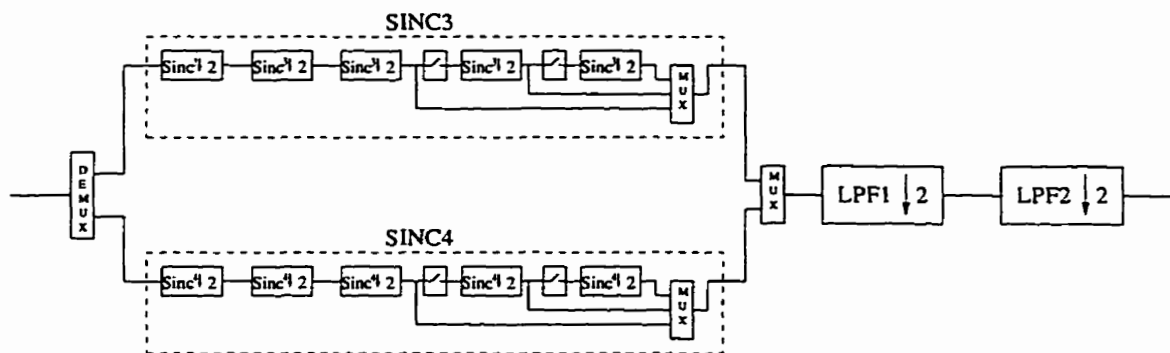 SINC3
Sinc³↓ 2 Sinc³↓ 2 Sinc³↓ 2 Sinc³↓ 2 Sinc³↓ 2
MUX
DEMUX
MUX
LPF1 ↓ 2
LPF2 ↓ 2
SINC4
Sinc⁴↓ 2 Sinc⁴↓ 2 Sinc⁴↓ 2 Sinc⁴↓ 2 Sinc⁴↓ 2
MUX